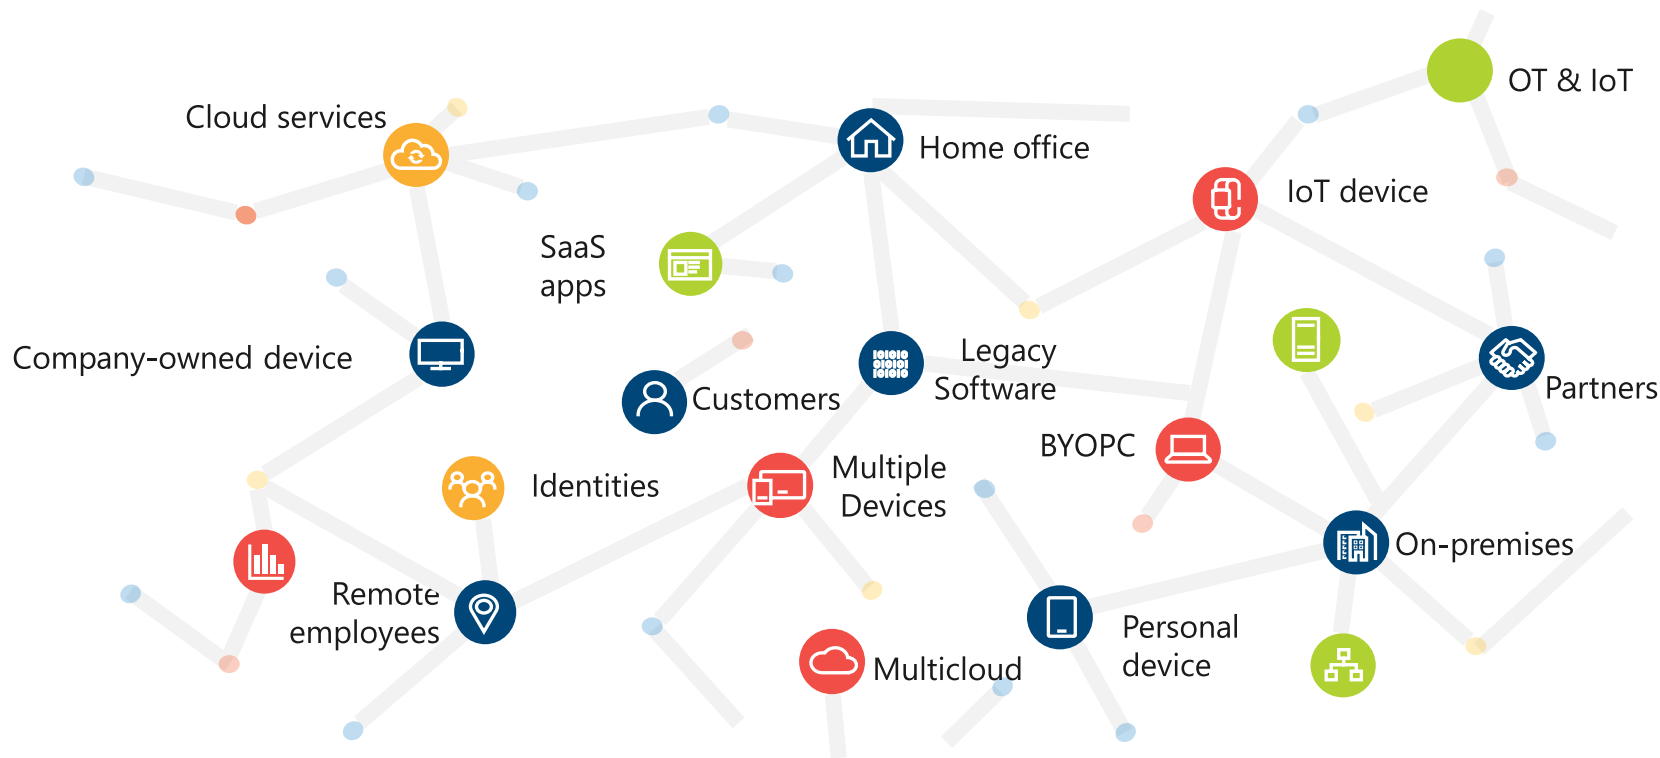 OT & IoT
Cloud services
Home office
IoT device
SaaS
apps
Company-owned device
Legacy
Software
Customers
Partners
BYOPC
Identities
Multiple
Devices
On-premises
Remote
employees
Personal
device
Multicloud